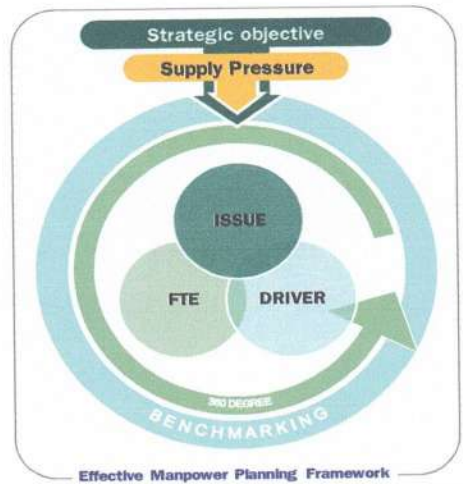 Strategic objective
Supply Pressure
ISSUE
FTE
DRIVER
360 DEGREE
BENCHMARKING
Effective Manpower Planning Framework